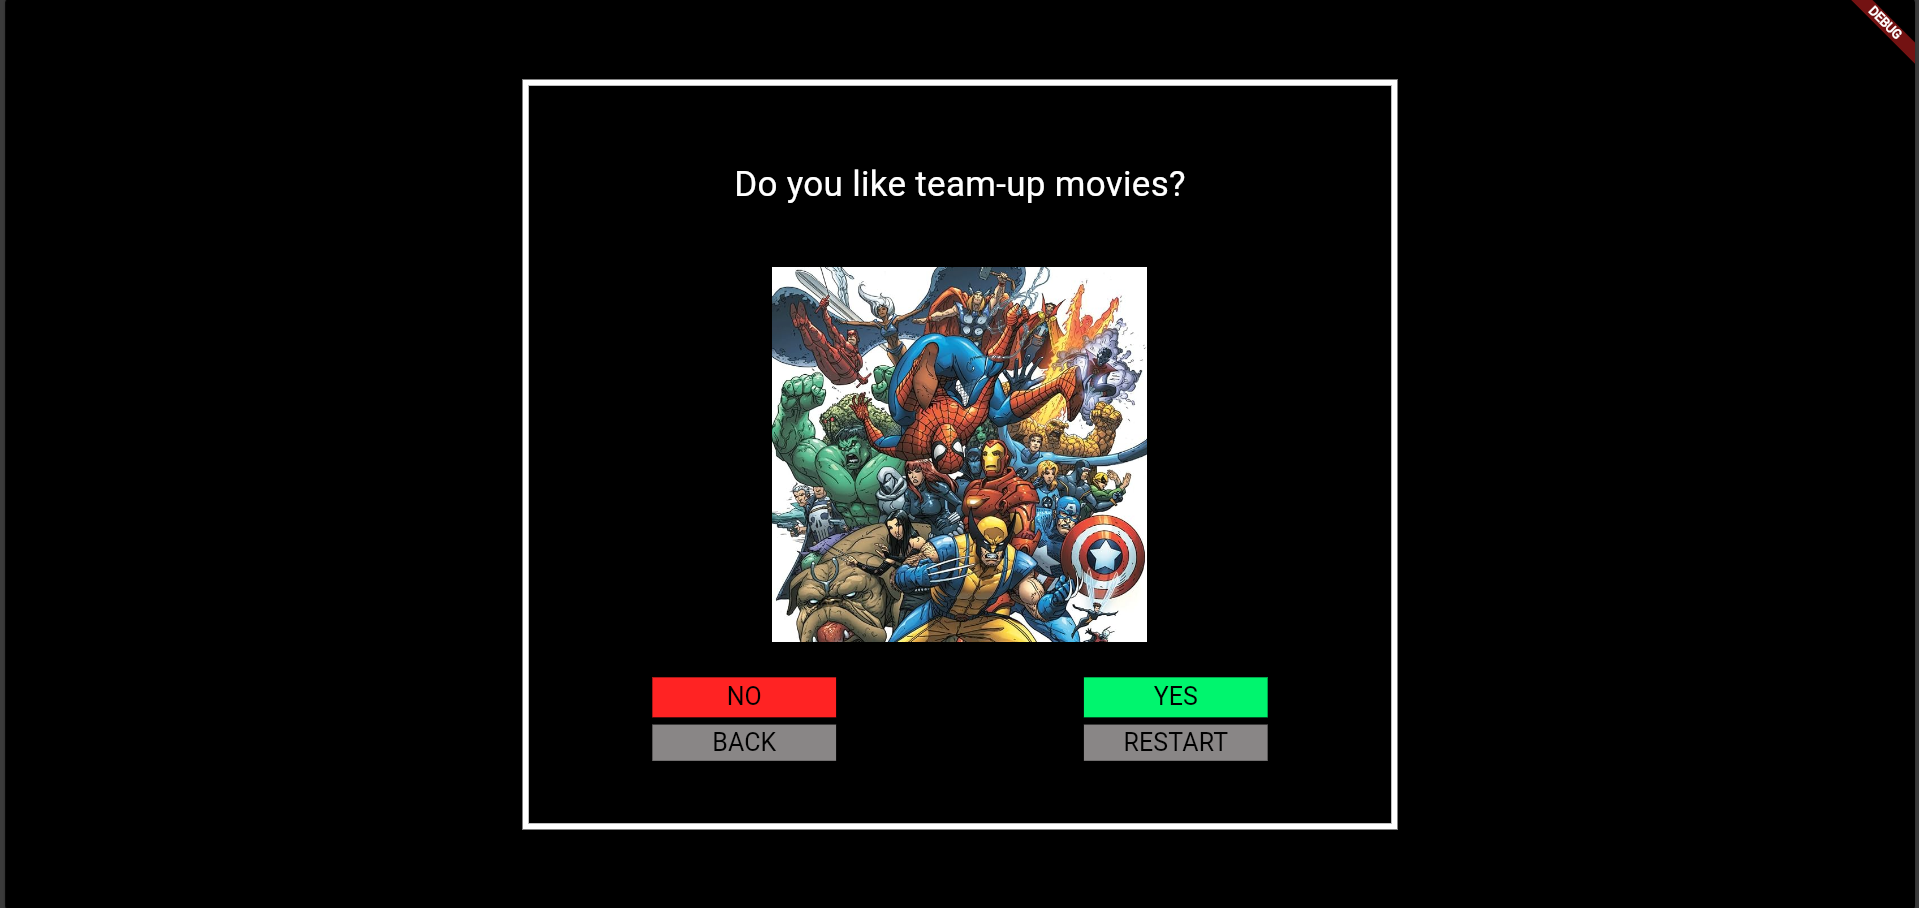 DEBUG
Do you like team-up movies?
NO
YES
BACK
RESTART